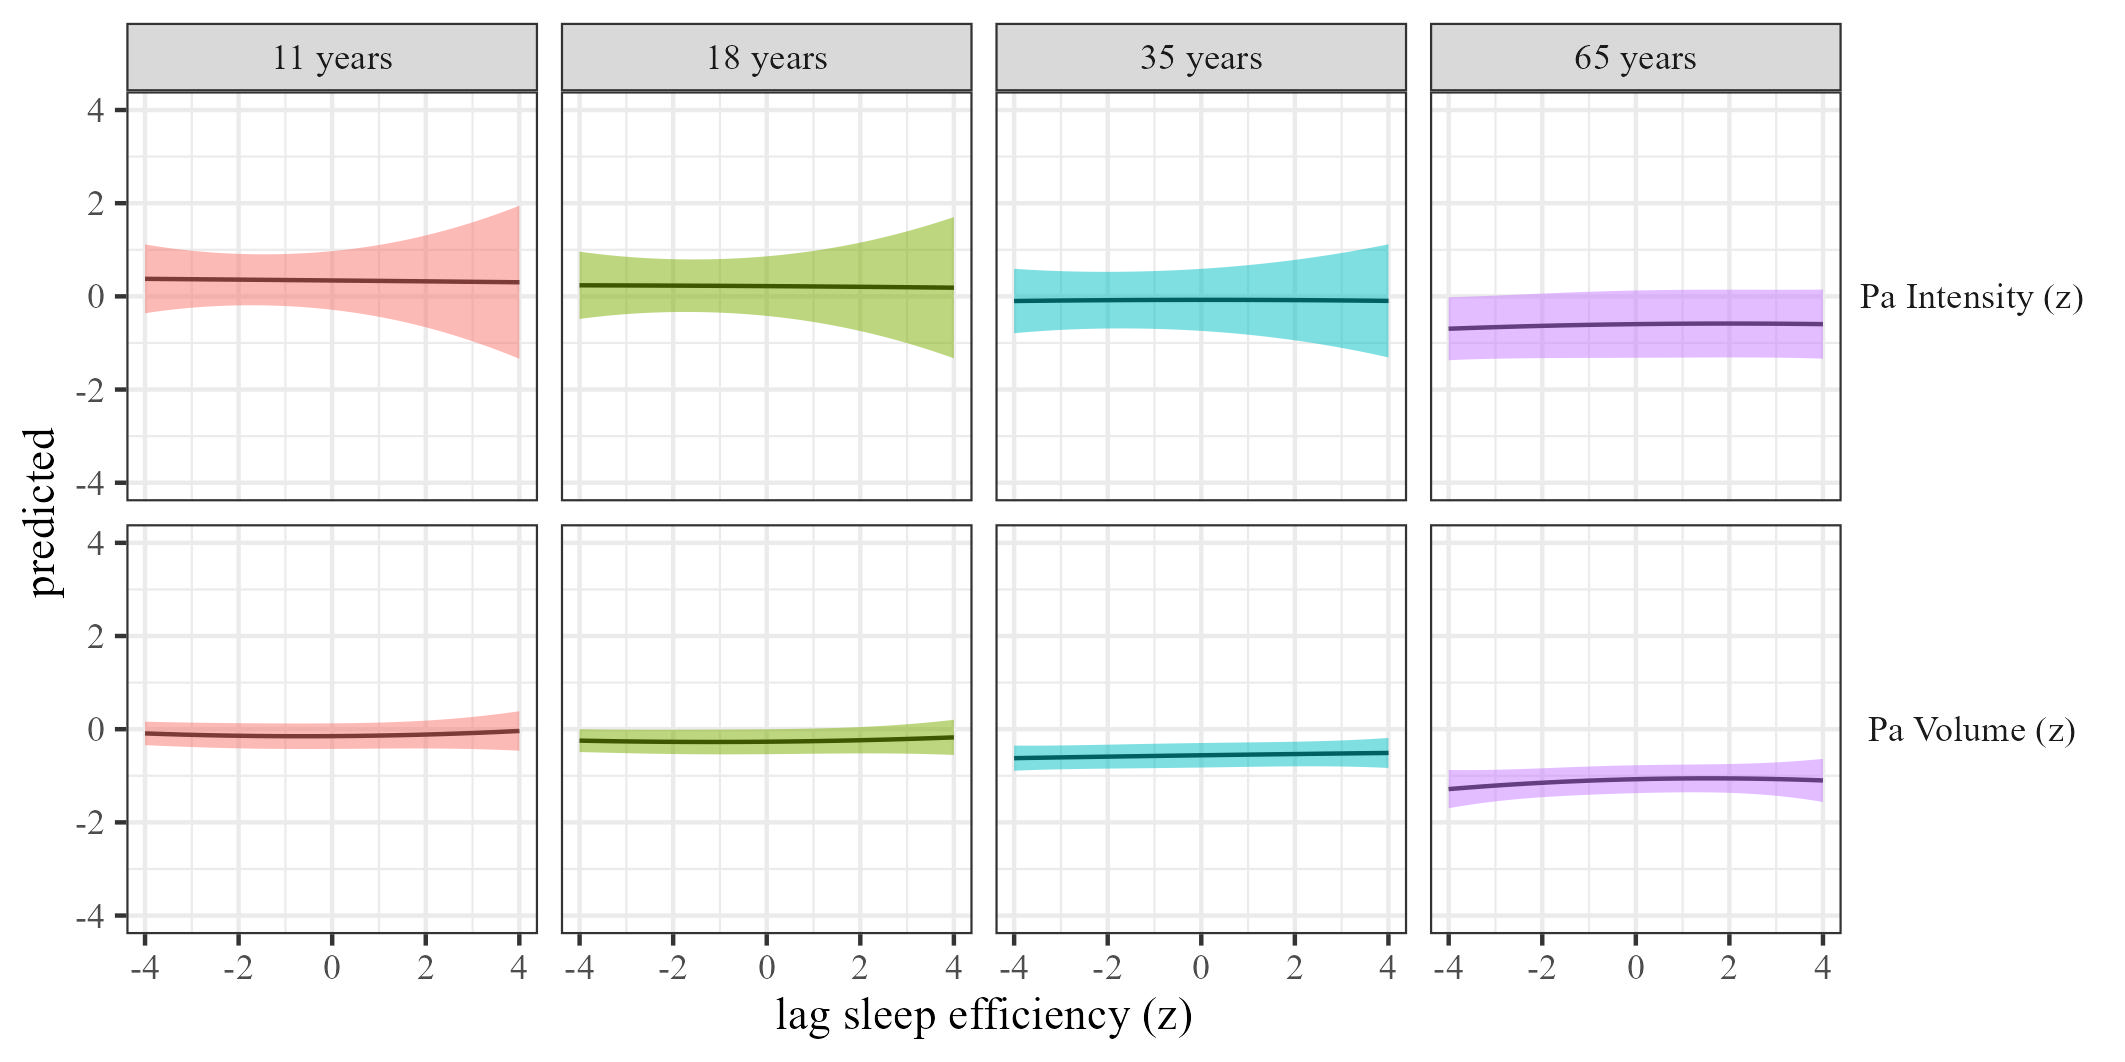 11 years
18 years
35 years
65 years
4
2
0
-2
-4
Pa Intensity (z)
predicted
4
2
0
-2
-4
Pa Volume (z)
-4 -2 0 2 4
-4 -2 0 2 4
-4 -2 0 2 4
-4 -2 0 2 4
lag sleep efficiency (z)